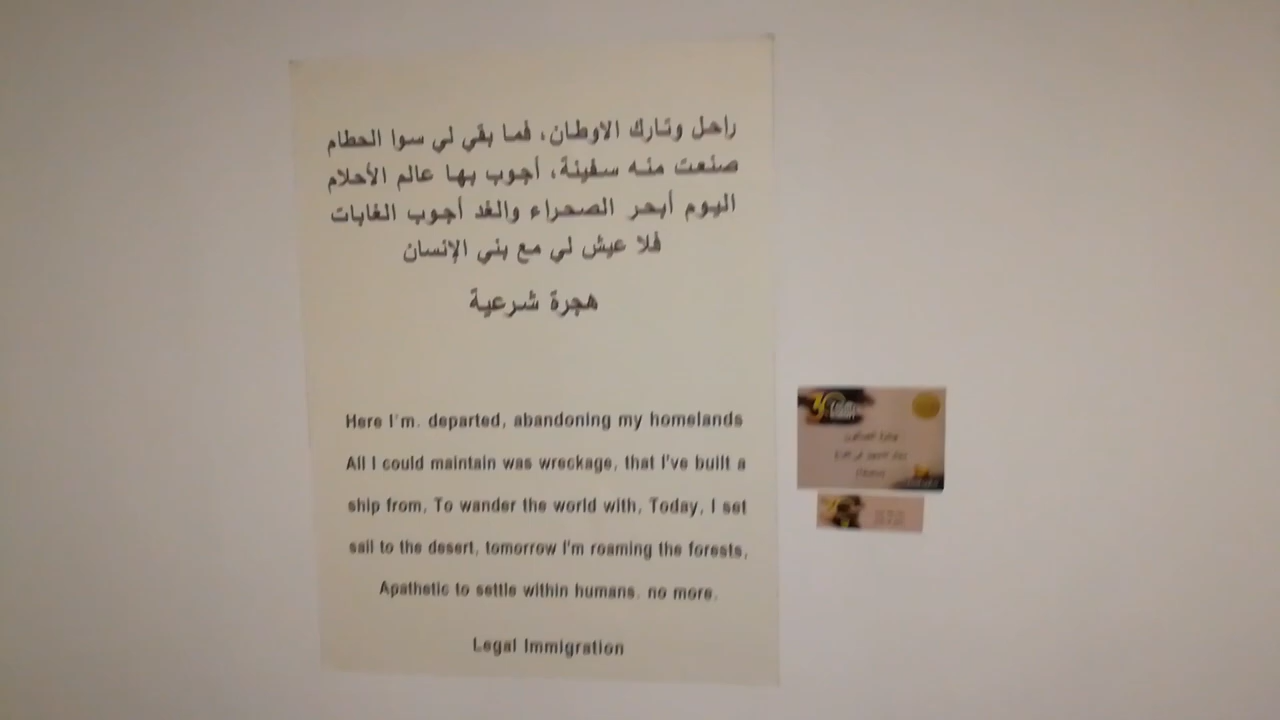 راحل وتارك الاوطان، فما بقي لي سوا الحطام
صنعت منه سفينة، أجوب بها عالم الأحلام
اليوم أبحر الصحراء والغد أجوب الغابات
فلا عيش لي مع بني الإنسان
هجرة شرعية
Here I'm. departed, abandoning my homelands
All I could maintain was wreckage, that I've built a
ship from, To wander the world with, Today, I set
sail to the desert, tomorrow I'm roaming the forests,
Apathetic to settle within humans. no more.
Legal Immigration
30